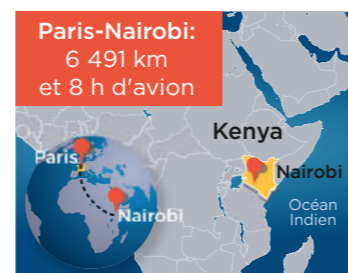 Paris-Nairobi:
6 491 km
et 8 h d'avion
Kenya
Paris
Nairobi
Nairobi
Océan
Indien